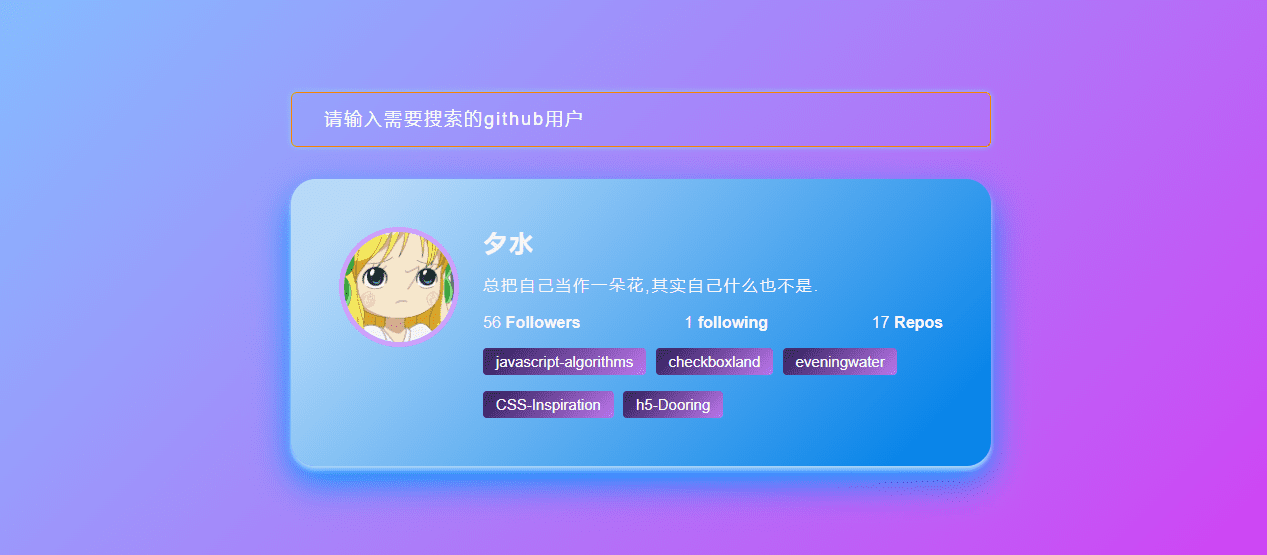 请输入需要搜索的github用户
夕水
总把自己当作一朵花,其实自己什么也不是.
56 Followers 1 following 17 Repos
javascript-algorithms checkboxland eveningwater
CSS-Inspiration h5-Dooring